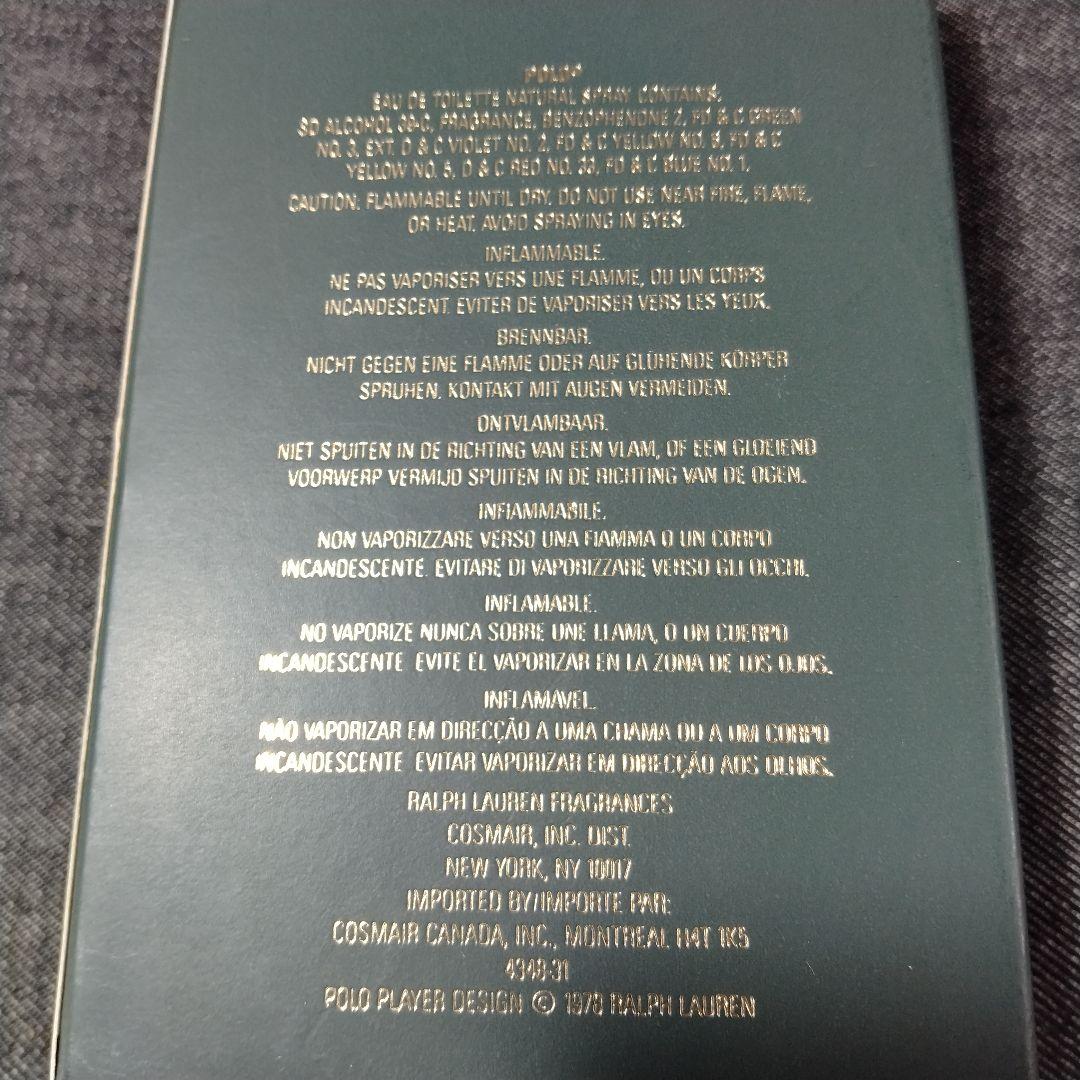 POLO®
EAU DE TOILETTE NATURAL SPRAY. CONTAINS:
SD ALCOHOL 39-C, FRAGRANCE, BENZOPHENONE 2, FD & C GREEN
NO. 3, EXT. D & C VIOLET NO. 2, FD & C YELLOW NO. 6, FD & C
YELLOW NO. 5, D & C RED NO. 33, FD & C BLUE NO. 1.
CAUTION. FLAMMABLE UNTIL DRY. DO NOT USE NEAR FIRE, FLAME,
OR HEAT. AVOID SPRAYING IN EYES.
INFLAMMABLE.
NE PAS VAPORISER VERS UNE FLAMME, OU UN CORPS
INCANDESCENT. EVITER DE VAPORISER VERS LES YEUX.
BRENNBAR.
NICHT GEGEN EINE FLAMME ODER AUF GLÜHENDE KÖRPER
SPRUHEN. KONTAKT MIT AUGEN VERMEIDEN.
ONTVLAMBAAR.
NIET SPUITEN IN DE RICHTING VAN EEN VLAM, OF EEN GLOEIEND
VOORWERP VERMIJD SPUITEN IN DE RICHTING VAN DE OGEN.
INFIAMMABILE.
NON VAPORIZZARE VERSO UNA FIAMMA O UN CORPO
INCANDESCENTE. EVITARE DI VAPORIZZARE VERSO GLI OCCHI.
INFLAMABLE.
NO VAPORIZE NUNCA SOBRE UNE LLAMA, O UN CUERPO
INCANDESCENTE. EVITE EL VAPORIZAR EN LA ZONA DE LOS OJOS.
INFLAMAVEL.
NÃO VAPORIZAR EM DIRECÇÃO A UMA CHAMA OU A UM CORPO
INCANDESCENTE. EVITAR VAPORIZAR EM DIRECÇÃO AOS OLHOS.
RALPH LAUREN FRAGRANCES
COSMAIR, INC. DIST.
NEW YORK, NY 10017
IMPORTED BY/IMPORTE PAR:
COSMAIR CANADA, INC., MONTREAL H4T 1K5
4348-31
POLO PLAYER DESIGN © 1978 RALPH LAUREN